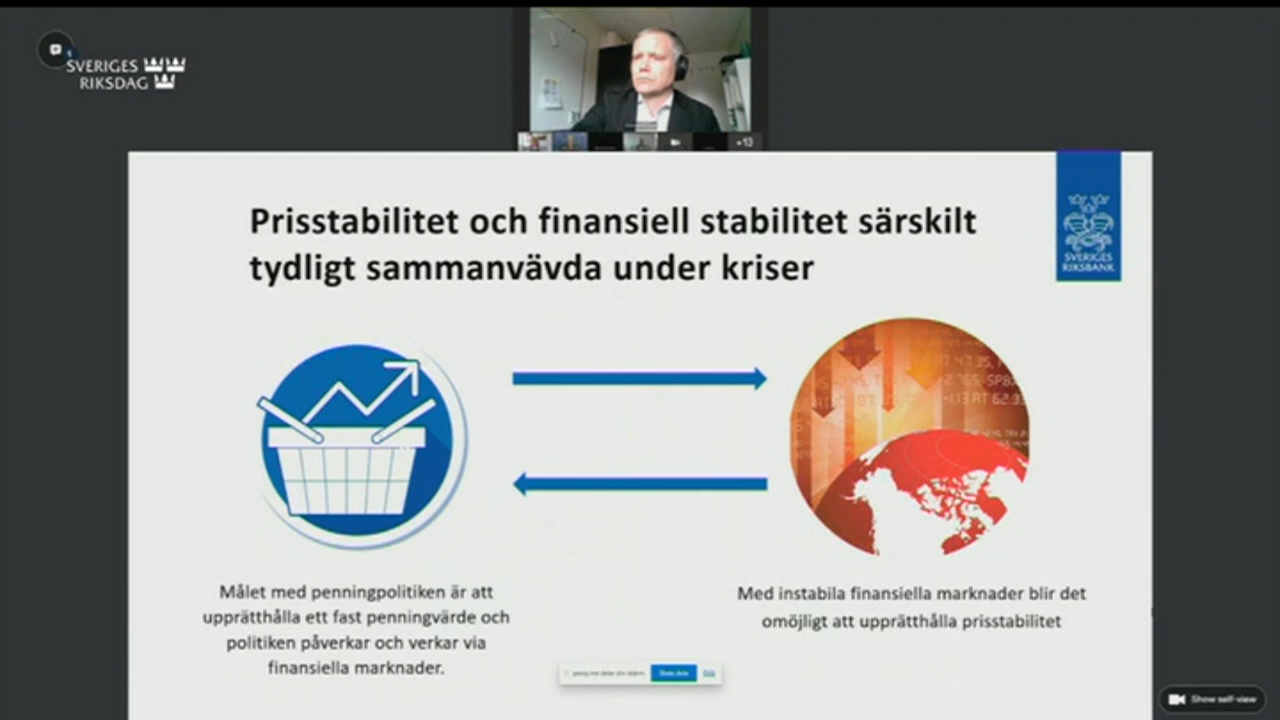 SVERIGES
RIKSDAG
+13
Prisstabilitet och finansiell stabilitet särskilt
tydligt sammanvävda under kriser
SVERIGES
RIKSBANK
Målet med penningpolitiken är att
upprätthålla ett fast penningvärde och
politiken påverkar och verkar via
finansiella marknader.
Med instabila finansiella marknader blir det
omöjligt att upprätthålla prisstabilitet
Show self-view